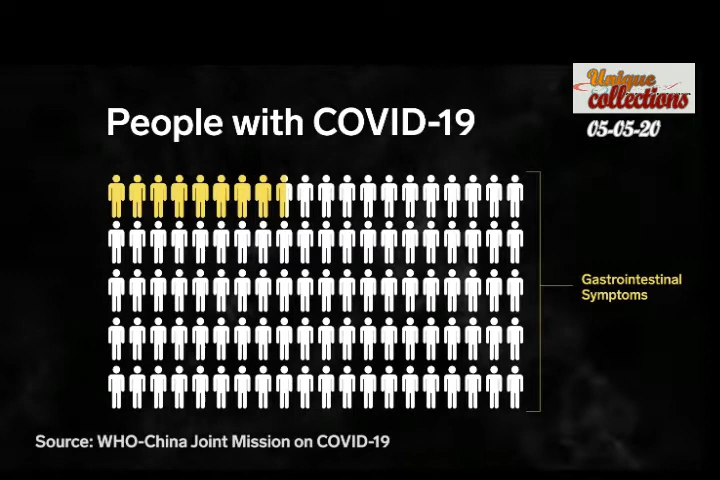 Unique
collections
05-05-20
People with COVID-19
Gastrointestinal
Symptoms
Source: WHO-China Joint Mission on COVID-19